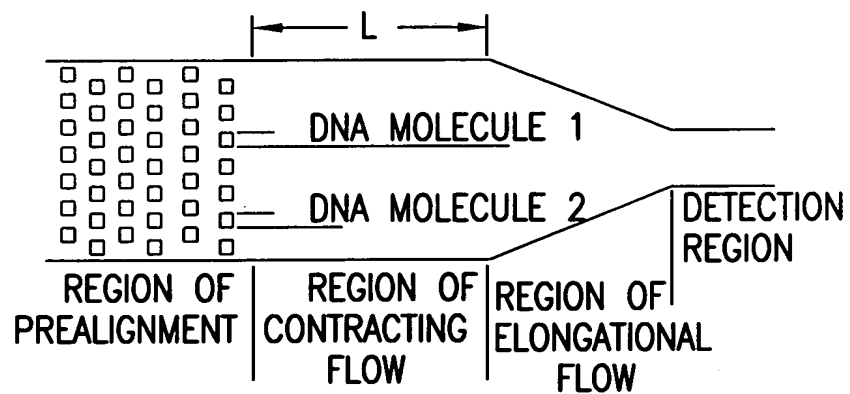 L
DNA MOLECULE 1
DNA MOLECULE 2
DETECTION
REGION
REGION OF
PREALIGNMENT
REGION OF
CONTRACTING
FLOW
REGION OF
ELONGATIONAL
FLOW